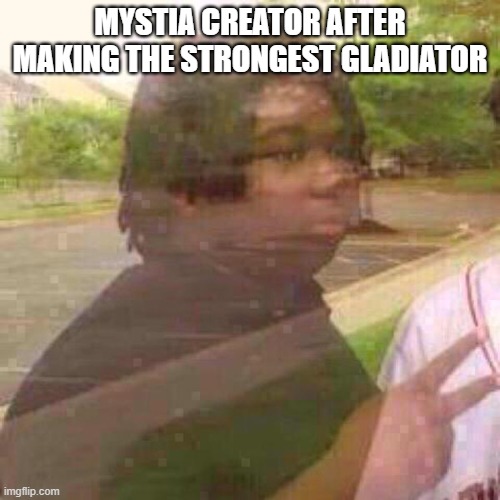 MYSTIA CREATOR AFTER
MAKING THE STRONGEST GLADIATOR
imgflip.com